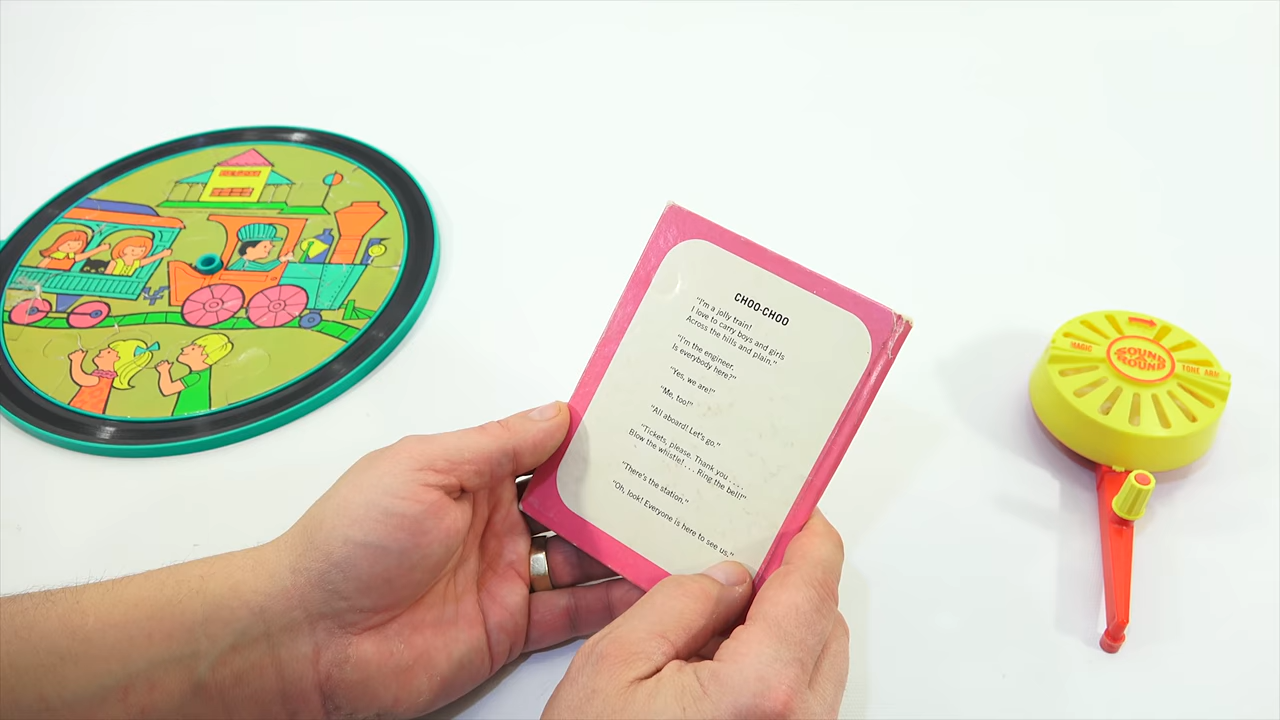 CHOO-CHOO
"I'm a jolly train!
I love to carry boys and girls
Across the hills and plain."
"I'm the engineer.
Is everybody here?"
"Yes, we are!"
"Me, too!"
"All aboard! Let's go."
"Tickets, please. Thank you . . . .
Blow the whistle! . . . Ring the bell!"
"There's the station."
"Oh, look! Everyone is here to see us."
MAGIC
SOUND
ROUND
TONE ARM